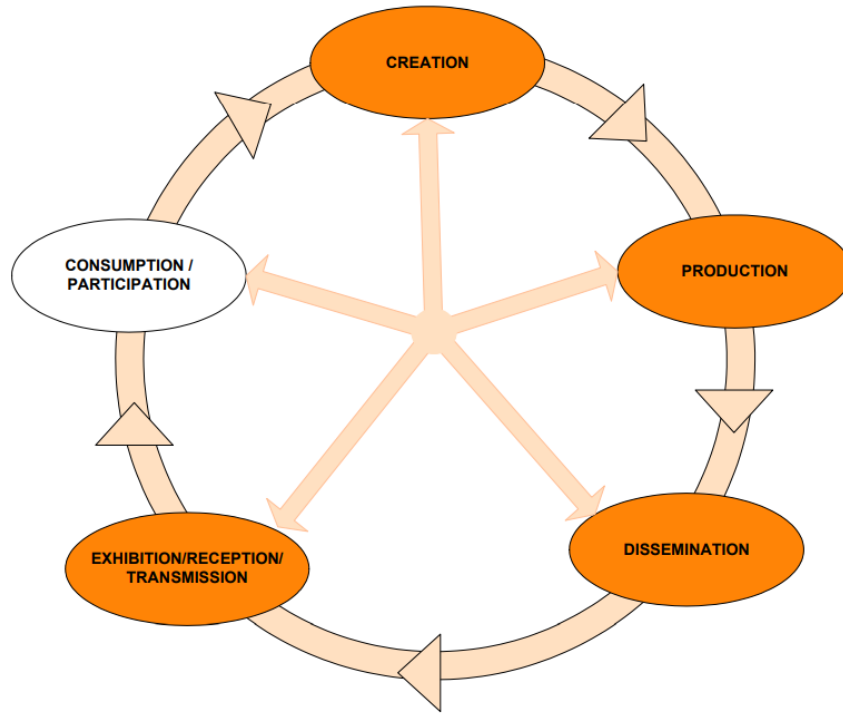 CREATION
PRODUCTION
DISSEMINATION
EXHIBITION/RECEPTION/
TRANSMISSION
CONSUMPTION /
PARTICIPATION